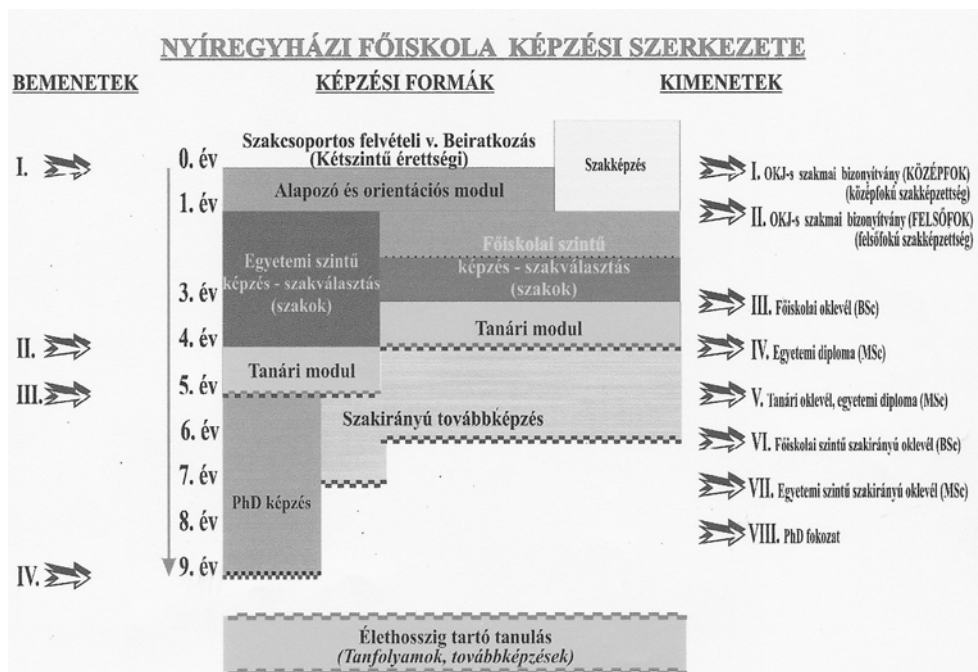 NYÍREGYHÁZI FŐISKOLA KÉPZÉSI SZERKEZETE
BEMENETEK
KÉPZÉSI FORMÁK
KIMENETEK
I.
II.
III.
IV.
0. év
1. év
3. év
4. év
5. év
6. év
7. év
8. év
9. év
Szakcsoportos felvételi v. Beiratkozás
(Kétszintű érettségi)
Szakképzés
Alapozó és orientációs modul
Egyetemi szintű
képzés - szakválasztás
(szakok)
Főiskolai szintű
képzés - szakválasztás
(szakok)
Tanári modul
Tanári modul
Szakirányú továbbképzés
PhD képzés
I. OKJ-s szakmai bizonyítvány (KÖZÉPFOK)
(középfokú szakképzettség)
II. OKJ-s szakmai bizonyítvány (FELSŐFOK)
(felsőfokú szakképzettség)
III. Főiskolai oklevél (BSc)
IV. Egyetemi diploma (MSc)
V. Tanári oklevél, egyetemi diploma (MSc)
VI. Főiskolai szintű szakirányú oklevél (BSc)
VII. Egyetemi szintű szakirányú oklevél (MSc)
VIII. PhD fokozat
Élethosszig tartó tanulás
(Tanfolyamok, továbbképzések)